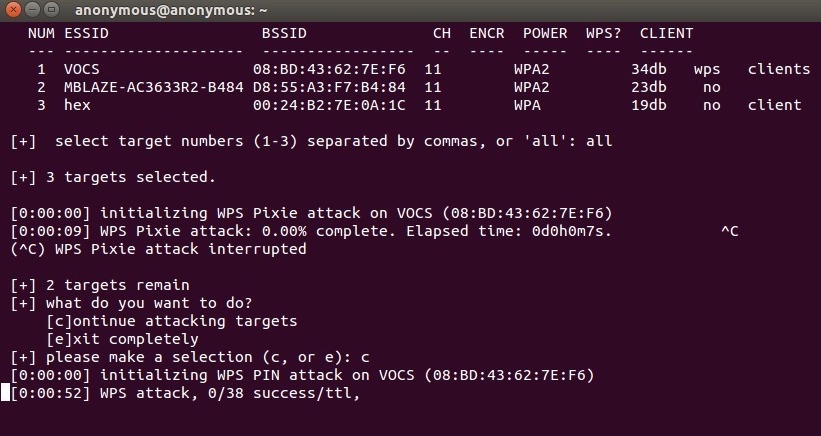 anonymous@anonymous: ~
NUM ESSID BSSID CH ENCR POWER WPS? CLIENT
--- -------------------- ----------------- -- ---- ----- ---- ------
1 VOCS 08:BD:43:62:7E:F6 11 WPA2 34db wps clients
2 MBLAZE-AC3633R2-B484 D8:55:A3:F7:B4:84 11 WPA2 23db no
3 hex 00:24:B2:7E:0A:1C 11 WPA 19db no client
[+] select target numbers (1-3) separated by commas, or 'all': all
[+] 3 targets selected.
[0:00:00] initializing WPS Pixie attack on VOCS (08:BD:43:62:7E:F6)
[0:00:09] WPS Pixie attack: 0.00% complete. Elapsed time: 0d0h0m7s. ^C
(^C) WPS Pixie attack interrupted
[+] 2 targets remain
[+] what do you want to do?
[c]ontinue attacking targets
[e]xit completely
[+] please make a selection (c, or e): c
[0:00:00] initializing WPS PIN attack on VOCS (08:BD:43:62:7E:F6)
[0:00:52] WPS attack, 0/38 success/ttl,